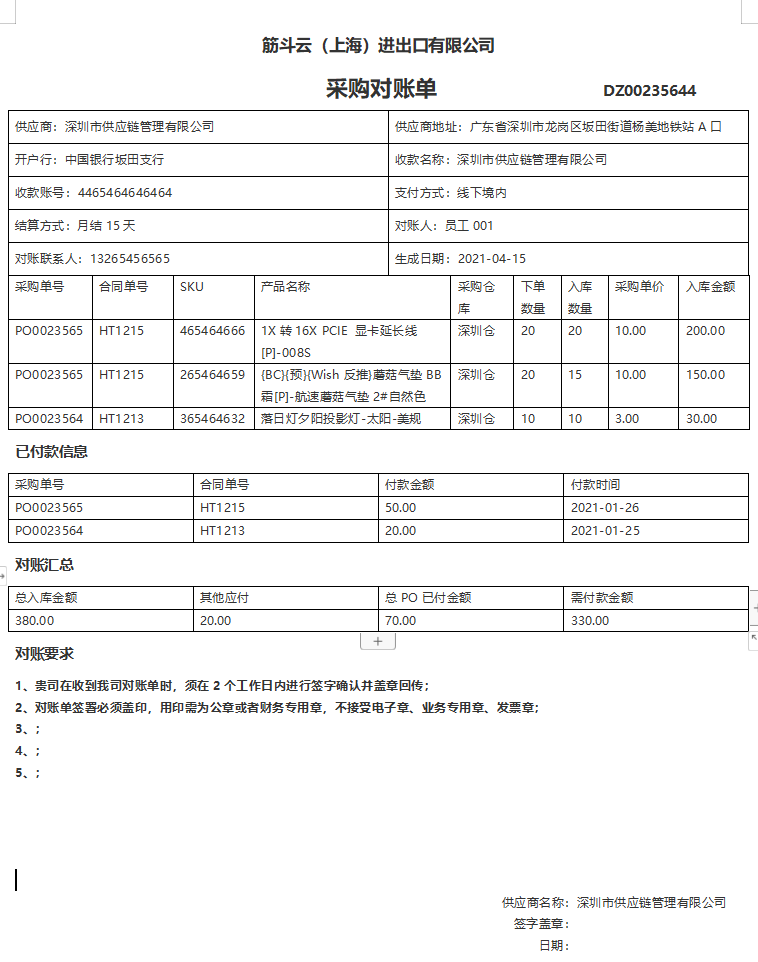 筋斗云（上海）进出口有限公司
采购对账单 DZ00235644
供应商：深圳市供应链管理有限公司 供应商地址：广东省深圳市龙岗区坂田街道杨美地铁站 A 口
开户行：中国银行坂田支行 收款名称：深圳市供应链管理有限公司
收款账号：4465464646464 支付方式：线下境内
结算方式：月结 15 天 对账人：员工 001
对账联系人：13265456565 生成日期：2021-04-15
采购单号 合同单号 SKU 产品名称 采购仓库 下单数量 入库数量 采购单价 入库金额
PO0023565 HT1215 465464666 1X 转 16X PCIE 显卡延长线[P]-008S 深圳仓 20 20 10.00 200.00
PO0023565 HT1215 265464659 {BC}{预}{Wish 反推}蘑菇气垫 BB霜[P]-航速蘑菇气垫 2#自然色 深圳仓 20 15 10.00 150.00
PO0023564 HT1213 365464632 落日灯夕阳投影灯-太阳-美规 深圳仓 10 10 3.00 30.00
已付款信息
采购单号 合同单号 付款金额 付款时间
PO0023565 HT1215 50.00 2021-01-26
PO0023564 HT1213 20.00 2021-01-25
对账汇总
总入库金额 其他应付 总 PO 已付金额 需付款金额
380.00 20.00 70.00 330.00
对账要求
1、贵司在收到我司对账单时，须在 2 个工作日内进行签字确认并盖章回传；
2、对账单签署必须盖印，用印需为公章或者财务专用章，不接受电子章、业务专用章、发票章；
3、；
4、；
5、；
供应商名称：深圳市供应链管理有限公司
签字盖章：
日期：